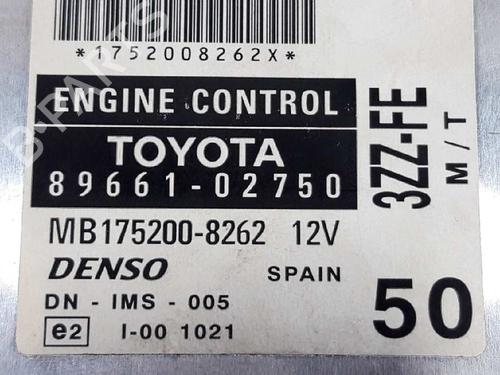 *1752008262X*
ENGINE CONTROL
TOYOTA
89661-02750
MB175200-8262 12V
DENSO SPAIN
DN - IMS - 005
e2 I-00 1021
3ZZ-FE
M/T
50
B-PARTS